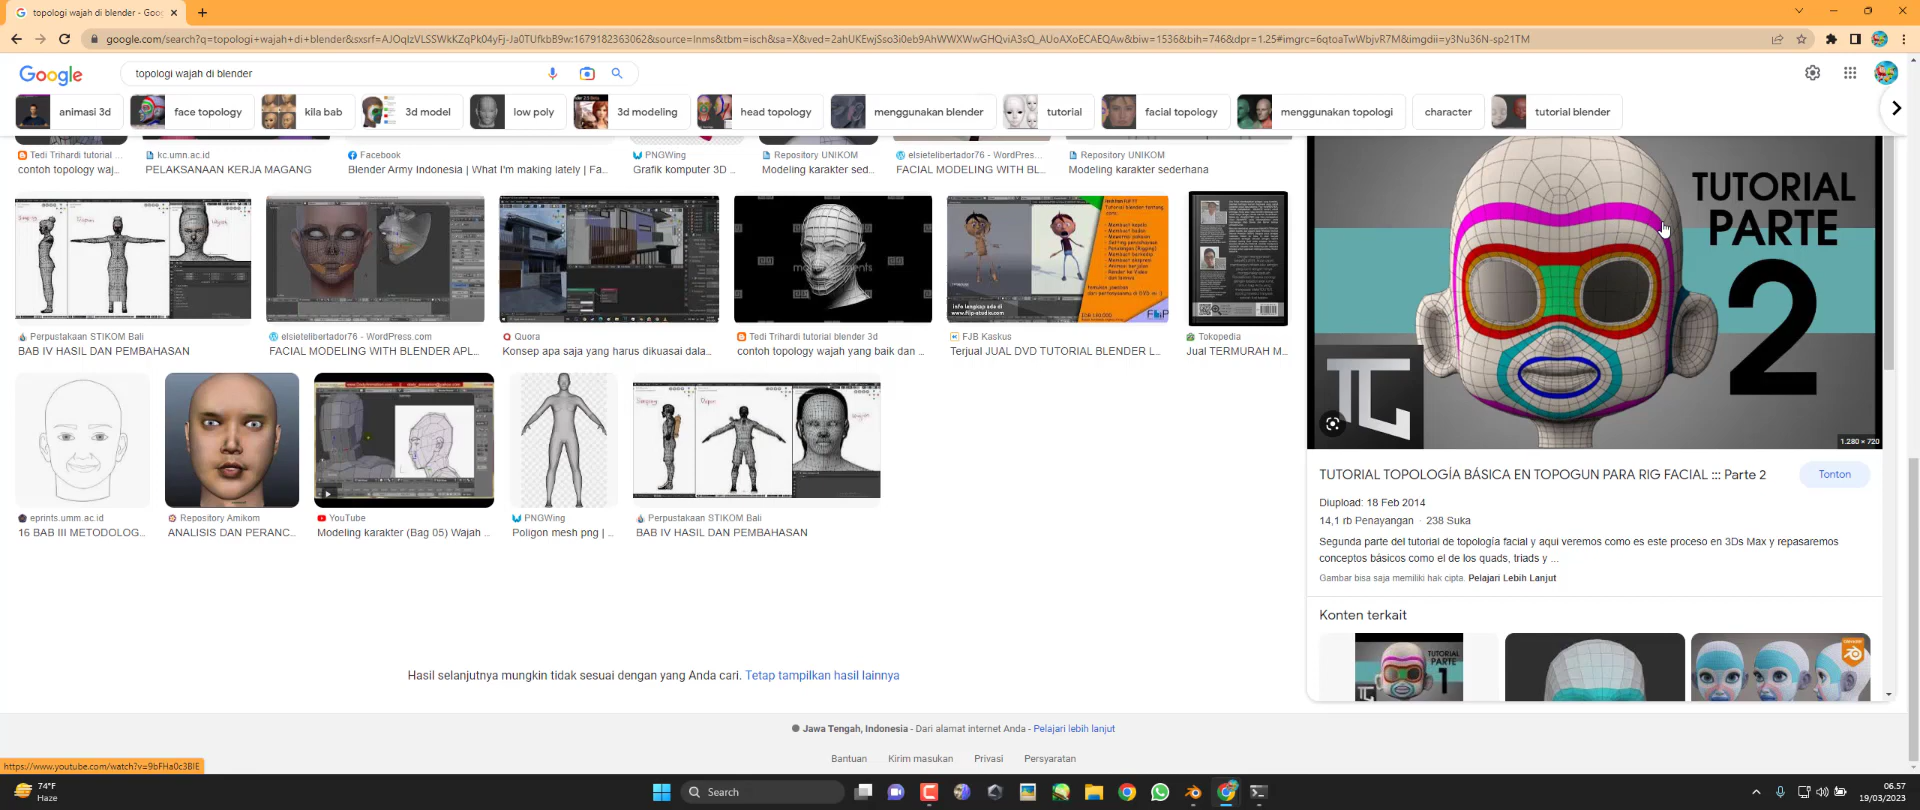 topologi wajah di blender - Goo
google.com/search?q=topologi+wajah+di+blender&sxsrf=AJOqlzVLSSWkKZqPk04yFj-Ja0TUfkbB9w:1679182363062&source=lnms&tbm=isch&sa=X&ved=2ahUKEwjSso3i0eb9AhWWXWwGHQviA3sQ_AUoAXoECAEQAw&biw=1536&bih=746&dpr=1.25#imgrc=6qtoaTwWbjvR7M&imgdii=y3Nu36N-sp21TM
Google
topologi wajah di blender
animasi 3d
face topology
kila bab
3d model
low poly
3d modeling
head topology
menggunakan blender
tutorial
facial topology
menggunakan topologi
character
tutorial blender
Tedi Trihardi tutorial ...
contoh topology waj...
kc.umn.ac.id
PELAKSANAAN KERJA MAGANG
Facebook
Blender Army Indonesia | What I'm making lately | Fa...
PNGWing
Grafik komputer 3D ...
Repository UNIKOM
Modeling karakter sed...
elsietelibertador76 - WordPres...
FACIAL MODELING WITH BL...
Repository UNIKOM
Modeling karakter sederhana
Perpustakaan STIKOM Bali
BAB IV HASIL DAN PEMBAHASAN
elsietelibertador76 - WordPress.com
FACIAL MODELING WITH BLENDER APL...
Quora
Konsep apa saja yang harus dikuasai dala...
Tedi Trihardi tutorial blender 3d
contoh topology wajah yang baik dan ...
FJB Kaskus
Terjual JUAL DVD TUTORIAL BLENDER L...
Tokopedia
Jual TERMURAH M...
eprints.umm.ac.id
16 BAB III METODOLOG...
Repository Amikom
ANALISIS DAN PERANC...
YouTube
Modeling karakter (Bag 05) Wajah ...
PNGWing
Poligon mesh png | ...
Perpustakaan STIKOM Bali
BAB IV HASIL DAN PEMBAHASAN
TUTORIAL
PARTE
2
1.280 × 720
TUTORIAL TOPOLOGÍA BÁSICA EN TOPOGUN PARA RIG FACIAL ::: Parte 2
Tonton
Diupload: 18 Feb 2014
14,1 rb Penayangan · 238 Suka
Segunda parte del tutorial de topología facial y aqui veremos como es este proceso en 3Ds Max y repasaremos
conceptos básicos como el de los quads, triads y ...
Gambar bisa saja memiliki hak cipta. Pelajari Lebih Lanjut
Konten terkait
TUTORIAL
PARTE
1
Hasil selanjutnya mungkin tidak sesuai dengan yang Anda cari. Tetap tampilkan hasil lainnya
Jawa Tengah, Indonesia - Dari alamat internet Anda - Pelajari lebih lanjut
Bantuan
Kirim masukan
Privasi
Persyaratan
https://www.youtube.com/watch?v=9bFHa0c3BIE
74°F
Haze
Search
06.57
19/03/2023